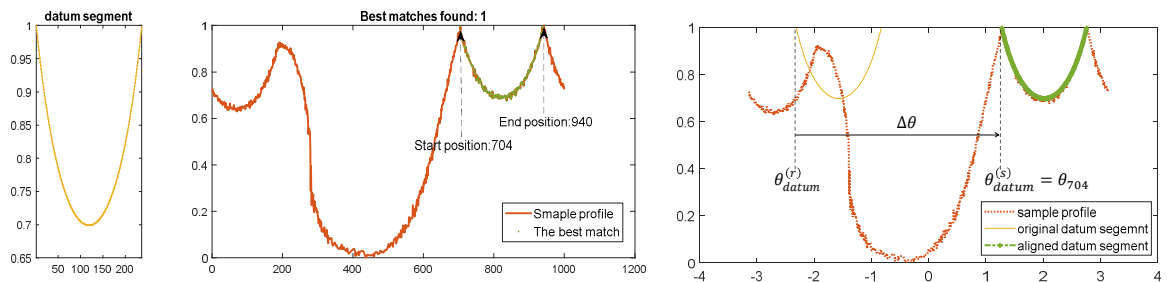 datum segment
1
0.95
0.9
0.85
0.8
0.75
0.7
0.65
50 100 150 200
Best matches found: 1
1
0.8
0.6
0.4
0.2
0
0 200 400 600 800 1000 1200
Start position:704
End position:940
Smaple profile
The best match
1
0.8
0.6
0.4
0.2
0
-4 -3 -2 -1 0 1 2 3 4
Δθ
θ_datum^(r)
θ_datum^(s) = θ_704
sample profile
original datum segemnt
aligned datum segment